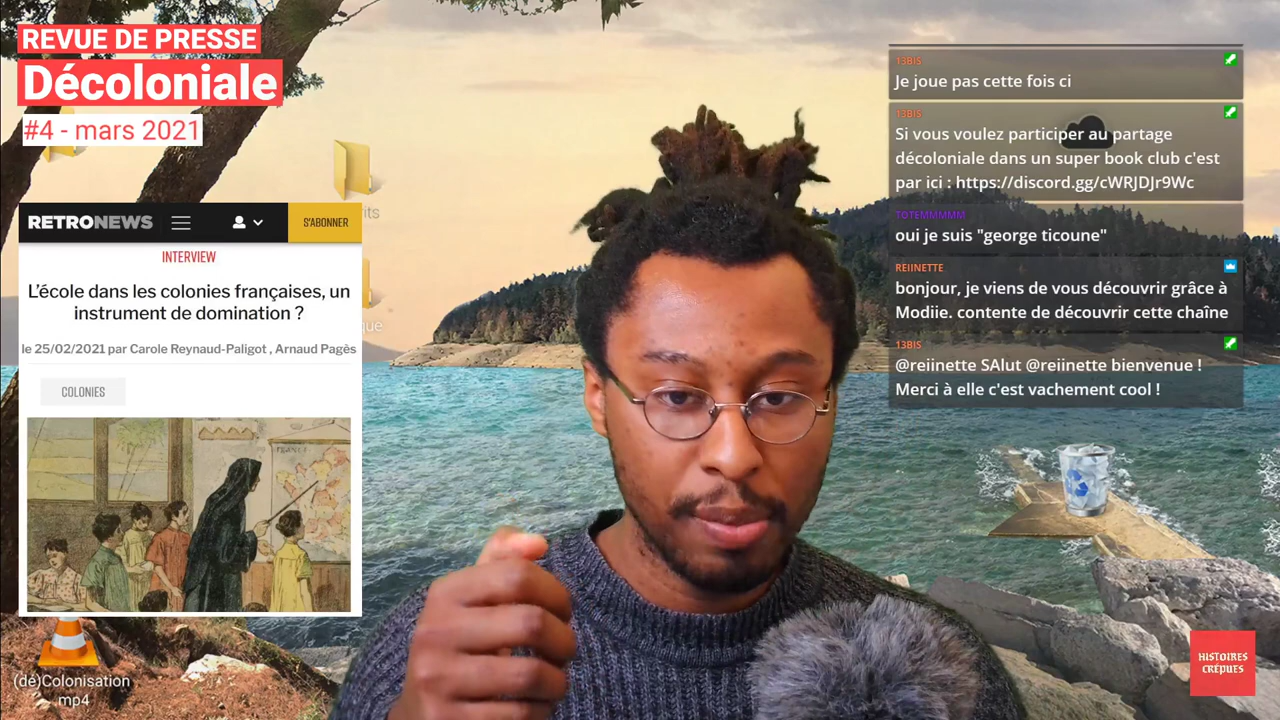 REVUE DE PRESSE
Décoloniale
#4 - mars 2021
RETRONEWS
S'ABONNER
INTERVIEW
L'école dans les colonies françaises, un
instrument de domination ?
le 25/02/2021 par Carole Reynaud-Paligot , Arnaud Pagès
COLONIES
FRANCE
(dé)Colonisation
mp4
13BIS
Je joue pas cette fois ci
13BIS
Si vous voulez participer au partage
décoloniale dans un super book club c'est
par ici : https://discord.gg/cWRJDJr9Wc
TOTEMMMMM
oui je suis "george ticoune"
REIINETTE
bonjour, je viens de vous découvrir grâce à
Modiie. contente de découvrir cette chaîne
13BIS
@reiinette SAlut @reiinette bienvenue !
Merci à elle c'est vachement cool !
HISTOIRES
CRÉPUES